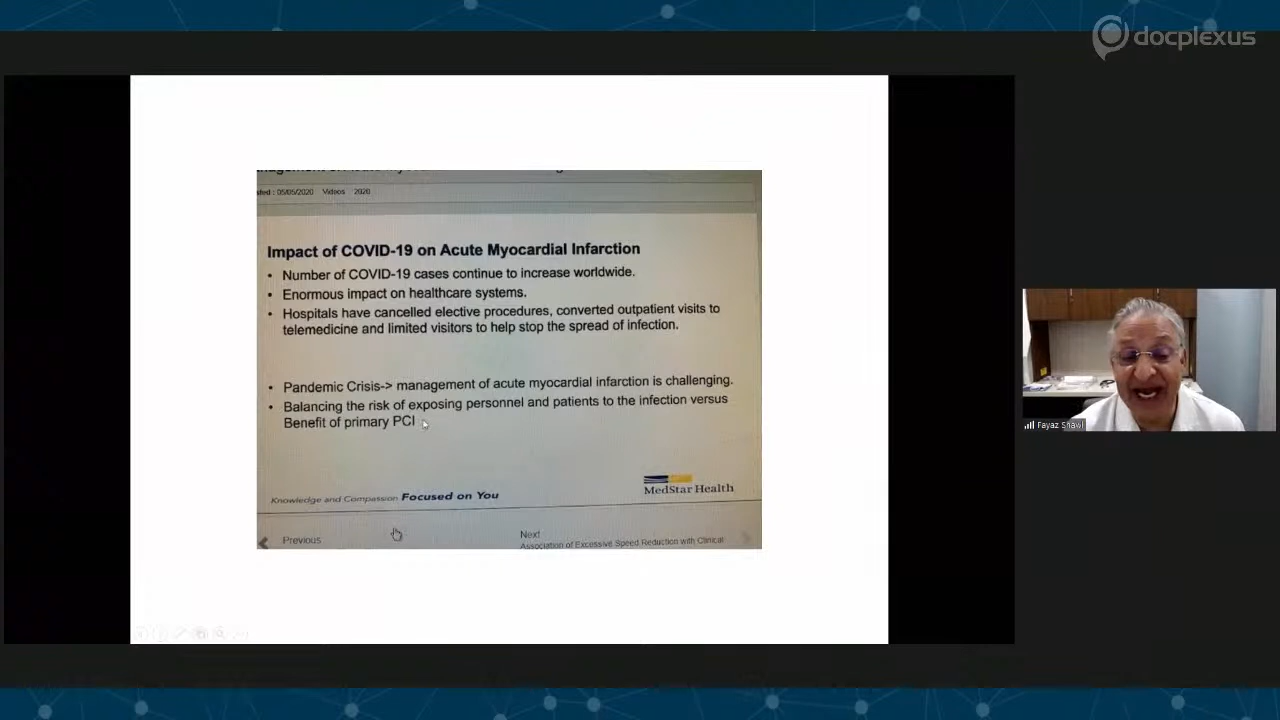 docplexus
05/05/2020 Videos 2920
Impact of COVID-19 on Acute Myocardial Infarction
• Number of COVID-19 cases continue to increase worldwide.
• Enormous impact on healthcare systems.
• Hospitals have cancelled elective procedures, converted outpatient visits to
telemedicine and limited visitors to help stop the spread of infection.
• Pandemic Crisis-> management of acute myocardial infarction is challenging.
• Balancing the risk of exposing personnel and patients to the infection versus
Benefit of primary PCI
Knowledge and Compassion Focused on You
MedStar Health
Previous
Next
Association of Excessive Speed Reduction with Clinical
Fayaz Shawl